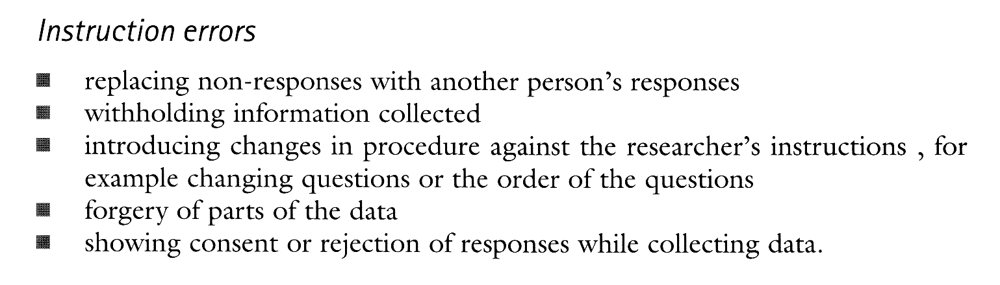 Instruction errors
■ replacing non-responses with another person’s responses
■ withholding information collected
■ introducing changes in procedure against the researcher’s instructions , for
example changing questions or the order of the questions
■ forgery of parts of the data
■ showing consent or rejection of responses while collecting data.